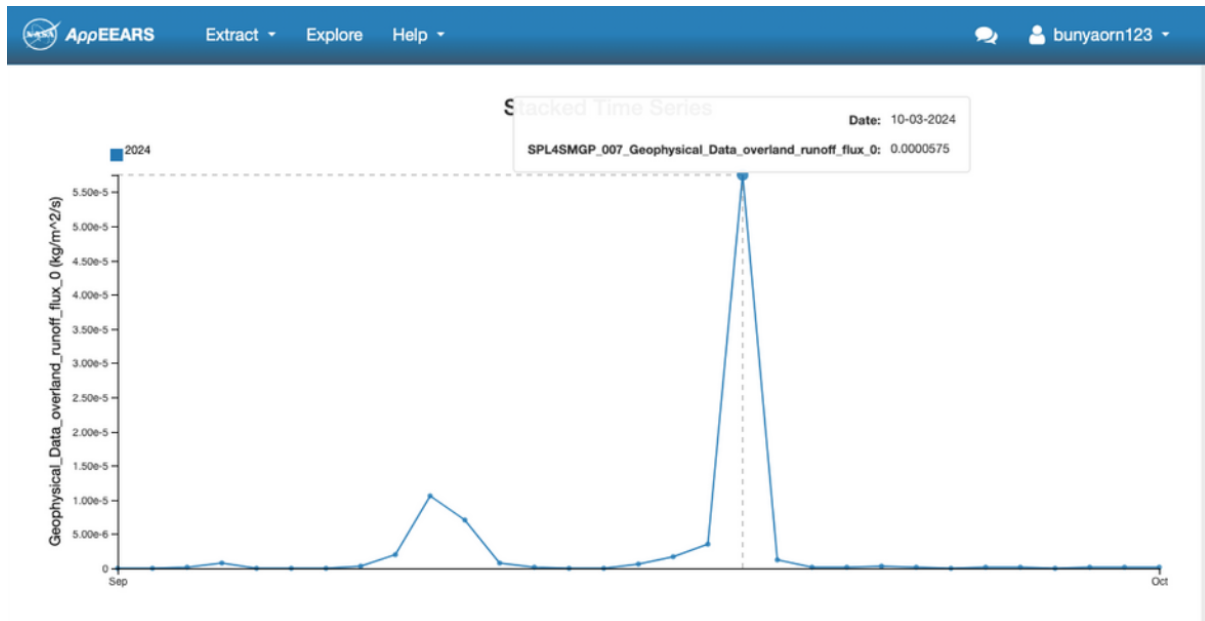 NASA AppEEARS Extract Explore Help bunyaorn123
Stacked Time Series
Date: 10-03-2024
SPL4SMGP_007_Geophysical_Data_overland_runoff_flux_0: 0.0000575
2024
Geophysical_Data_overland_runoff_flux_0 (kg/m^2/s)
5.50e-5
5.00e-5
4.50e-5
4.00e-5
3.50e-5
3.00e-5
2.50e-5
2.00e-5
1.50e-5
1.00e-5
5.00e-6
0
Sep Oct